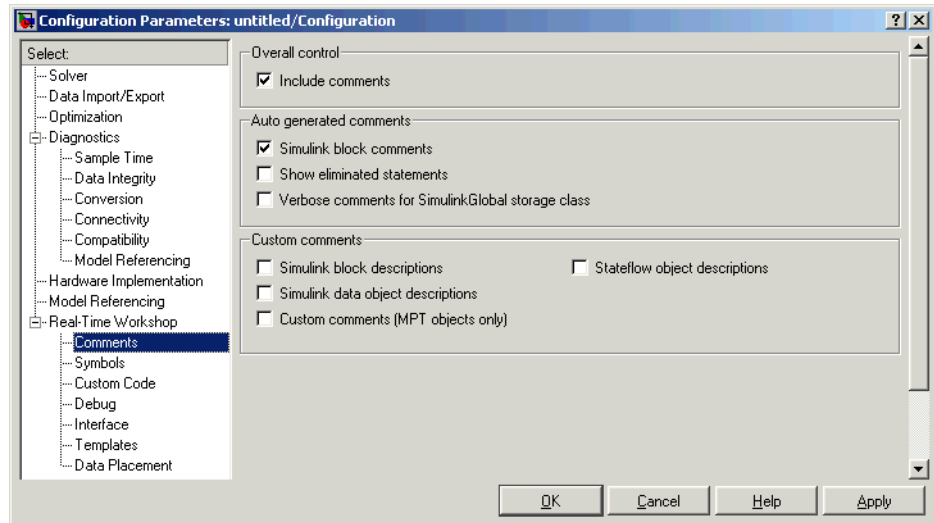 Configuration Parameters: untitled/Configuration
Select:
Solver
Data Import/Export
Optimization
Diagnostics
Sample Time
Data Integrity
Conversion
Connectivity
Compatibility
Model Referencing
Hardware Implementation
Model Referencing
Real-Time Workshop
Comments
Symbols
Custom Code
Debug
Interface
Templates
Data Placement
Overall control
Include comments
Auto generated comments
Simulink block comments
Show eliminated statements
Verbose comments for SimulinkGlobal storage class
Custom comments
Simulink block descriptions
Stateflow object descriptions
Simulink data object descriptions
Custom comments (MPT objects only)
OK
Cancel
Help
Apply